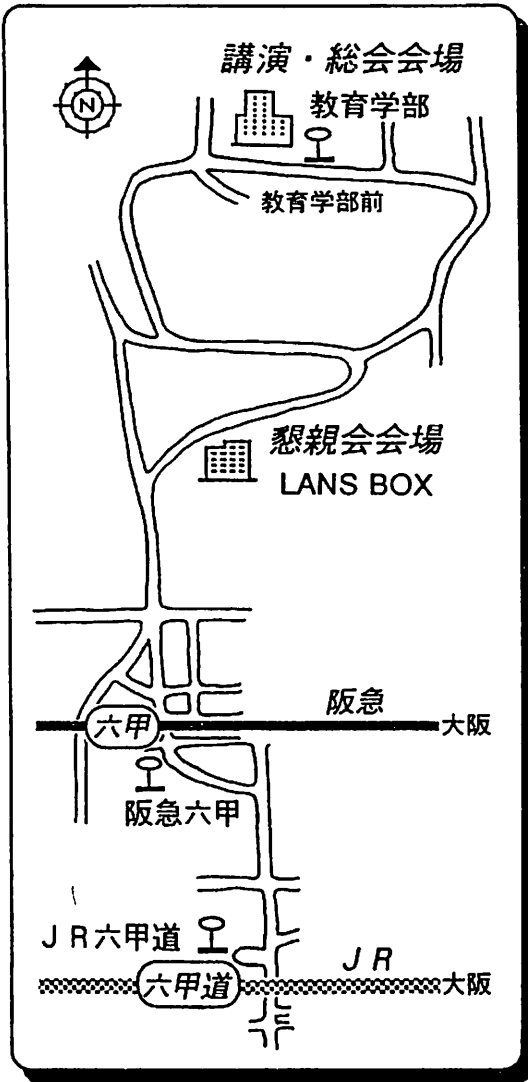 講演・総会会場
教育学部
N
教育学部前
懇親会会場
LANS BOX
阪急
六甲
大阪
阪急六甲
JR六甲道
JR
六甲道
大阪